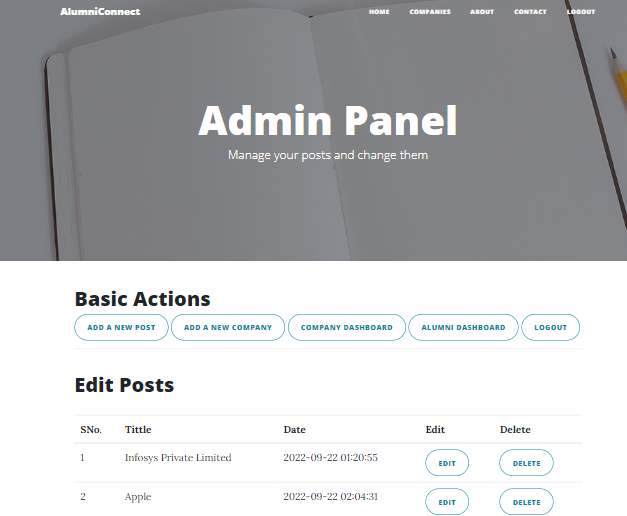 AlumniConnect HOME COMPANIES ABOUT CONTACT LOGOUT
Admin Panel
Manage your posts and change them
Basic Actions
ADD A NEW POST ADD A NEW COMPANY COMPANY DASHBOARD ALUMNI DASHBOARD LOGOUT
Edit Posts
SNo. Tittle Date Edit Delete
1 Infosys Private Limited 2022-09-22 01:20:55 EDIT DELETE
2 Apple 2022-09-22 02:04:31 EDIT DELETE